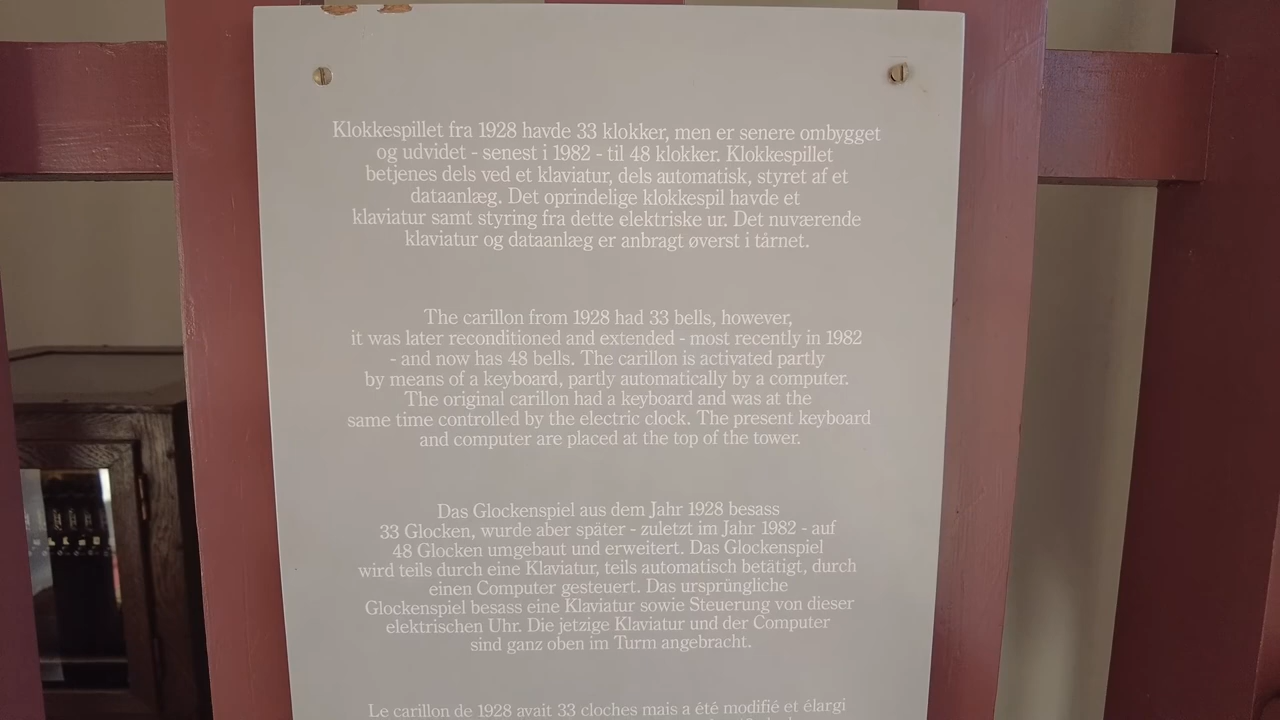 Klokkespillet fra 1928 havde 33 klokker, men er senere ombygget
og udvidet - senest i 1982 - til 48 klokker. Klokkespillet
betjenes dels ved et klaviatur, dels automatisk, styret af et
dataanlæg. Det oprindelige klokkespil havde et
klaviatur samt styring fra dette elektriske ur. Det nuværende
klaviatur og dataanlæg er anbragt øverst i tårnet.
The carillon from 1928 had 33 bells, however,
it was later reconditioned and extended - most recently in 1982
- and now has 48 bells. The carillon is activated partly
by means of a keyboard, partly automatically by a computer.
The original carillon had a keyboard and was at the
same time controlled by the electric clock. The present keyboard
and computer are placed at the top of the tower.
Das Glockenspiel aus dem Jahr 1928 besass
33 Glocken, wurde aber später - zuletzt im Jahr 1982 - auf
48 Glocken umgebaut und erweitert. Das Glockenspiel
wird teils durch eine Klaviatur, teils automatisch betätigt, durch
einen Computer gesteuert. Das ursprüngliche
Glockenspiel besass eine Klaviatur sowie Steuerung von dieser
elektrischen Uhr. Die jetzige Klaviatur und der Computer
sind ganz oben im Turm angebracht.
Le carillon de 1928 avait 33 cloches mais a été modifié et élargi